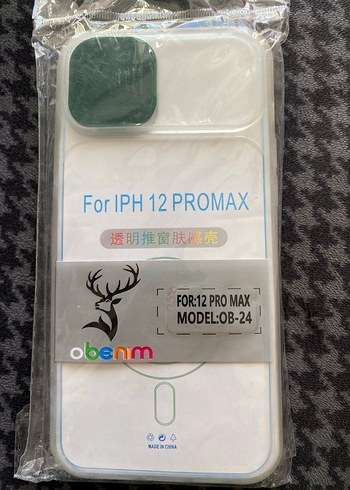 For IPH 12 PROMAX
透明推窗肤感壳
FOR:12 PRO MAX
MODEL:OB-24
obenim
MADE IN CHINA